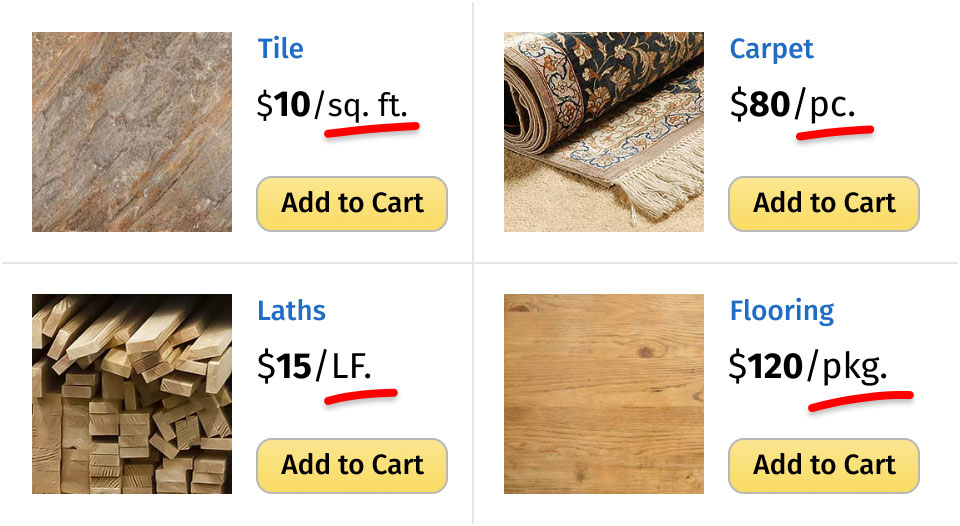 Tile
$10/sq. ft.
Add to Cart
Carpet
$80/pc.
Add to Cart
Laths
$15/LF.
Add to Cart
Flooring
$120/pkg.
Add to Cart